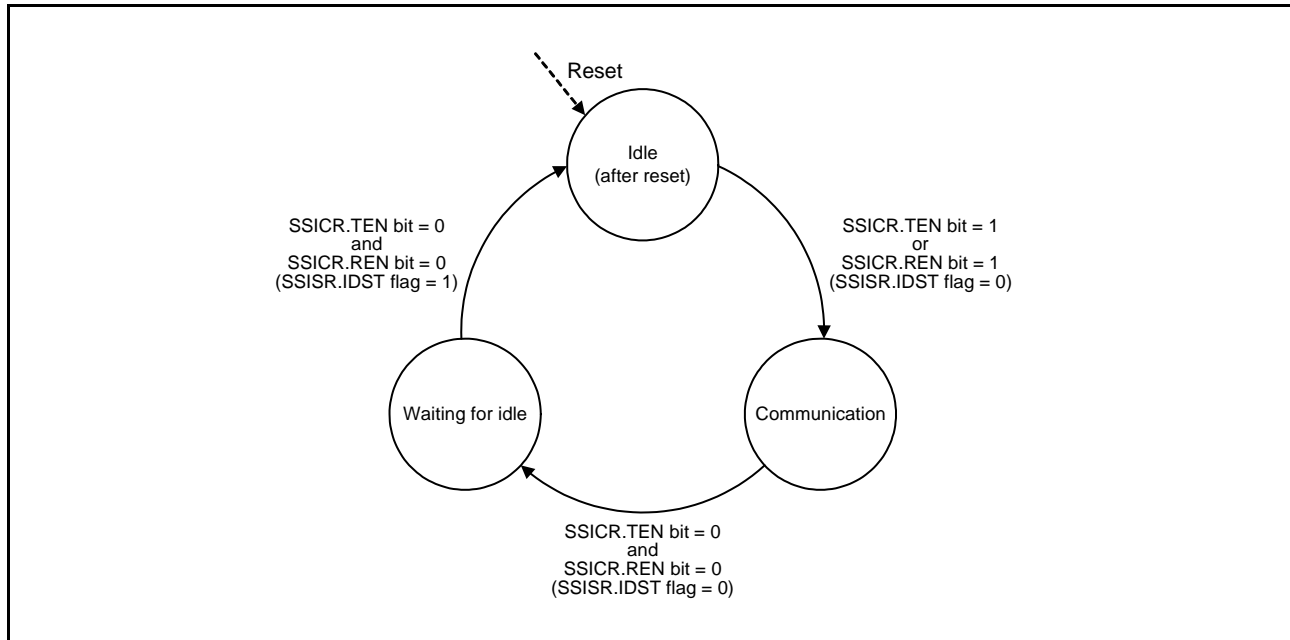 Reset
Idle
(after reset)
SSICR.TEN bit = 0
and
SSICR.REN bit = 0
(SSISR.IDST flag = 1)
SSICR.TEN bit = 1
or
SSICR.REN bit = 1
(SSISR.IDST flag = 0)
Waiting for idle
Communication
SSICR.TEN bit = 0
and
SSICR.REN bit = 0
(SSISR.IDST flag = 0)